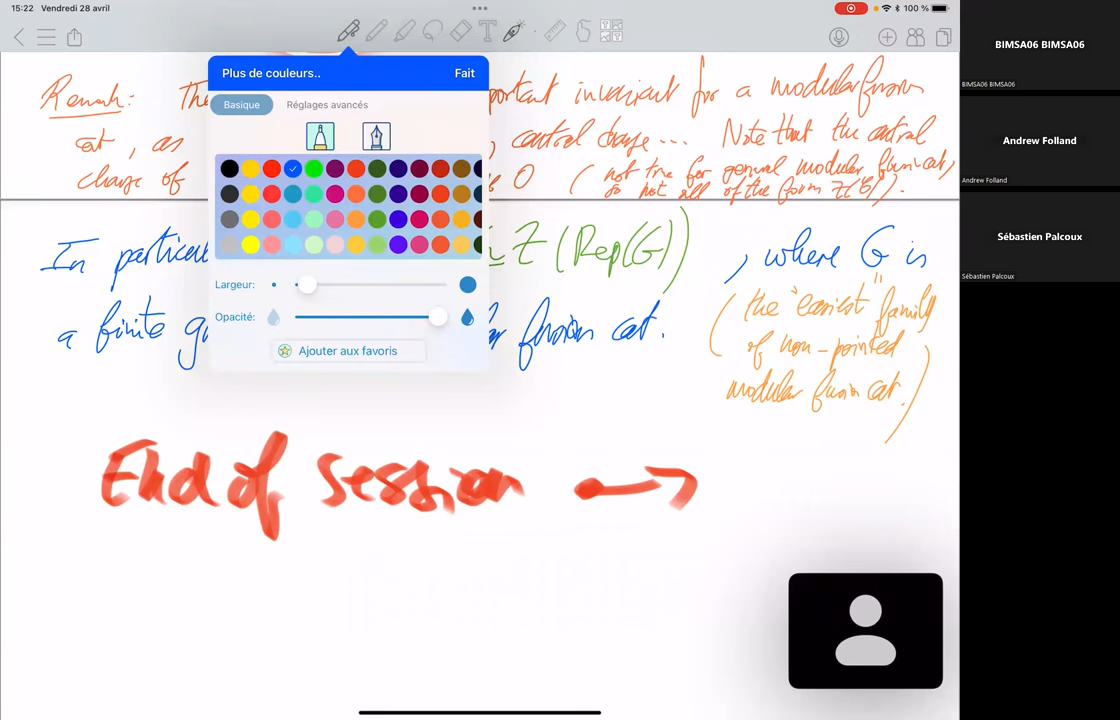 15:22 Vendredi 28 avril
100 %
Plus de couleurs..
Fait
Basique
Réglages avancés
Largeur:
Opacité:
Ajouter aux favoris
Remark: The
portant invariant for a modular fusion
cat, as
, central charge... Note that the central
charge of
s 0 ( not true for general modular fusion cat,
so not all of the form Z(C)).
In particul
Z (Rep(G))
, where G is
a finite g
fusion cat.
( the "easiest" family
of non-pointed
modular fusion cat.)
End of session →
BIMSA06 BIMSA06
BIMSA06 BIMSA06
Andrew Folland
Andrew Folland
Sébastien Palcoux
Sébastien Palcoux